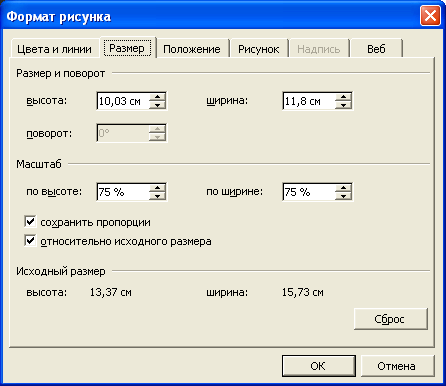 Формат рисунка
Цвета и линии Размер Положение Рисунок Надпись Веб
Размер и поворот
высота: 10,03 см ширина: 11,8 см
поворот: 0°
Масштаб
по высоте: 75 % по ширине: 75 %
сохранить пропорции
относительно исходного размера
Исходный размер
высота: 13,37 см ширина: 15,73 см
Сброс
ОК Отмена